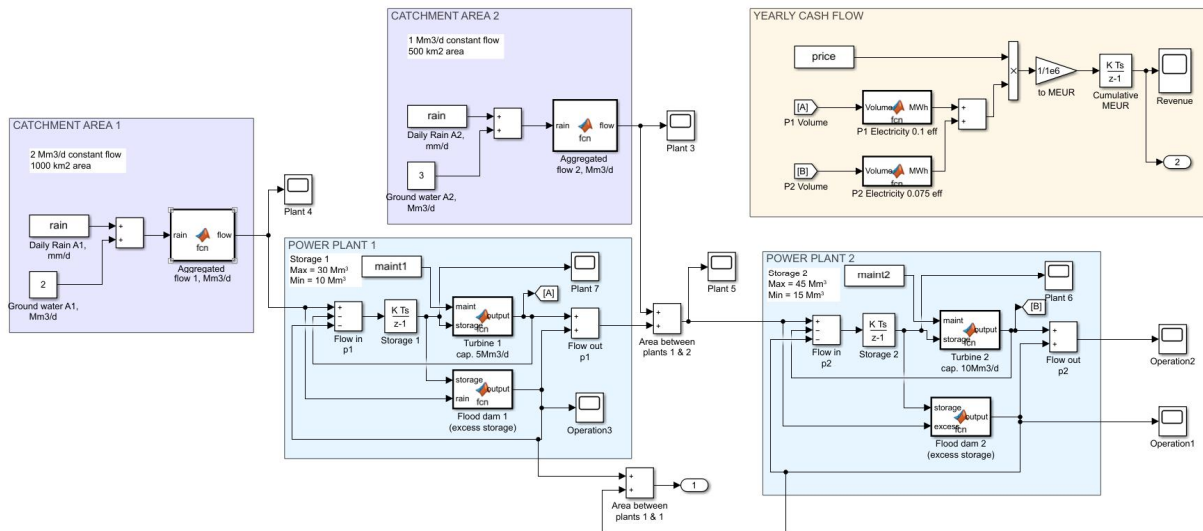 CATCHMENT AREA 1
2 Mm3/d constant flow
1000 km2 area
rain
Daily Rain A1,
mm/d
2
Ground water A1,
Mm3/d
+
+
rain
flow
fcn
Aggregated
flow 1, Mm3/d
Plant 4
CATCHMENT AREA 2
1 Mm3/d constant flow
500 km2 area
rain
Daily Rain A2,
mm/d
3
Ground water A2,
Mm3/d
+
+
rain
flow
fcn
Aggregated
flow 2, Mm3/d
Plant 3
YEARLY CASH FLOW
price
[A]
P1 Volume
Volume
MWh
fcn
P1 Electricity 0.1 eff
[B]
P2 Volume
Volume
MWh
fcn
P2 Electricity 0.075 eff
+
+
×
1/1e6
to MEUR
K Ts
z-1
Cumulative
MEUR
Revenue
2
POWER PLANT 1
Storage 1
Max = 30 Mm³
Min = 10 Mm³
maint1
Plant 7
[A]
+
−
−
Flow in
p1
K Ts
z-1
Storage 1
maint
storage
output
fcn
Turbine 1
cap. 5Mm3/d
+
+
Flow out
p1
storage
rain
output
fcn
Flood dam 1
(excess storage)
Operation3
+
+
Area between
plants 1 & 2
Plant 5
+
+
Area between
plants 1 & 1
1
POWER PLANT 2
Storage 2
Max = 45 Mm³
Min = 15 Mm³
maint2
Plant 6
[B]
+
−
−
Flow in
p2
K Ts
z-1
Storage 2
maint
storage
output
fcn
Turbine 2
cap. 10Mm3/d
+
+
Flow out
p2
storage
excess
output
fcn
Flood dam 2
(excess storage)
Operation2
Operation1